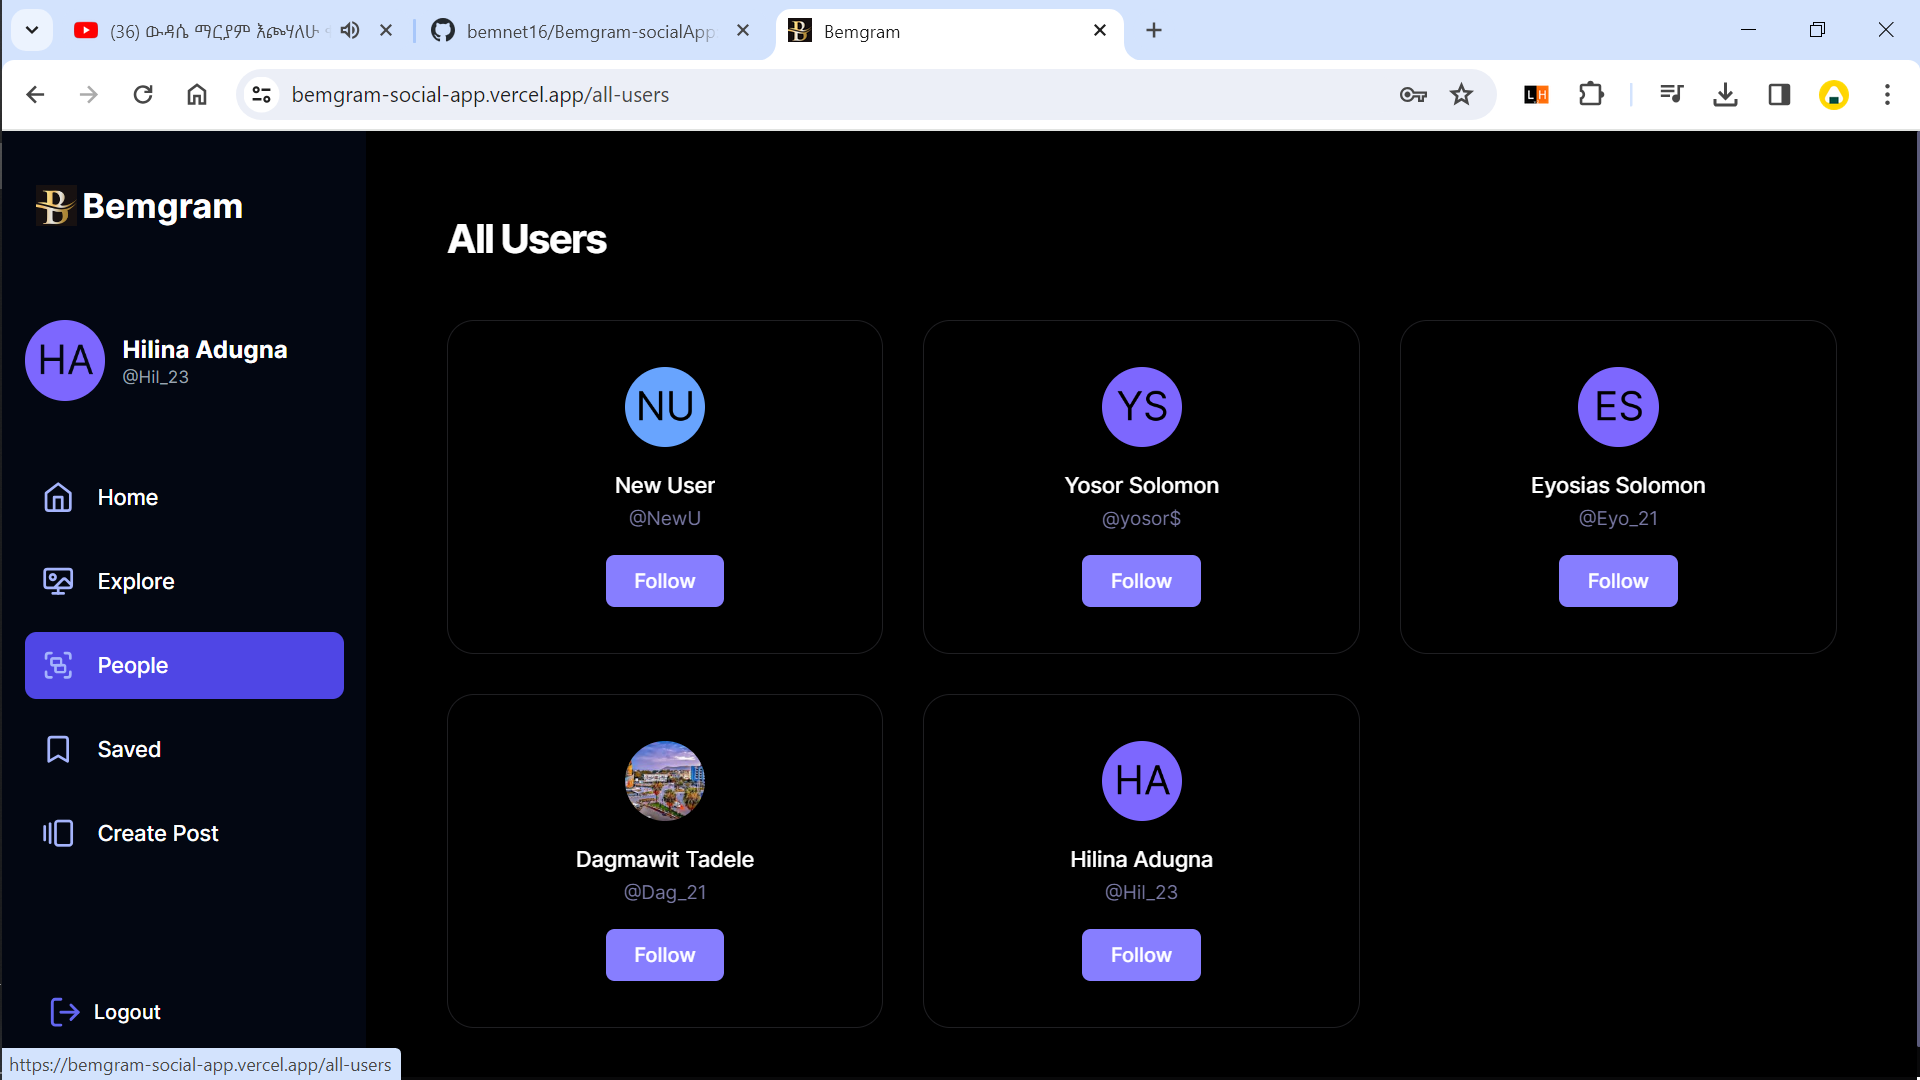 (36) ውዳሴ ማርያም እጮሃለሁ
bemnet16/Bemgram-socialApp
Bemgram
bemgram-social-app.vercel.app/all-users
L H
B Bemgram
HA
Hilina Adugna
@Hil_23
Home
Explore
People
Saved
Create Post
Logout
All Users
NU
New User
@NewU
Follow
YS
Yosor Solomon
@yosor$
Follow
ES
Eyosias Solomon
@Eyo_21
Follow
Dagmawit Tadele
@Dag_21
Follow
HA
Hilina Adugna
@Hil_23
Follow
https://bemgram-social-app.vercel.app/all-users